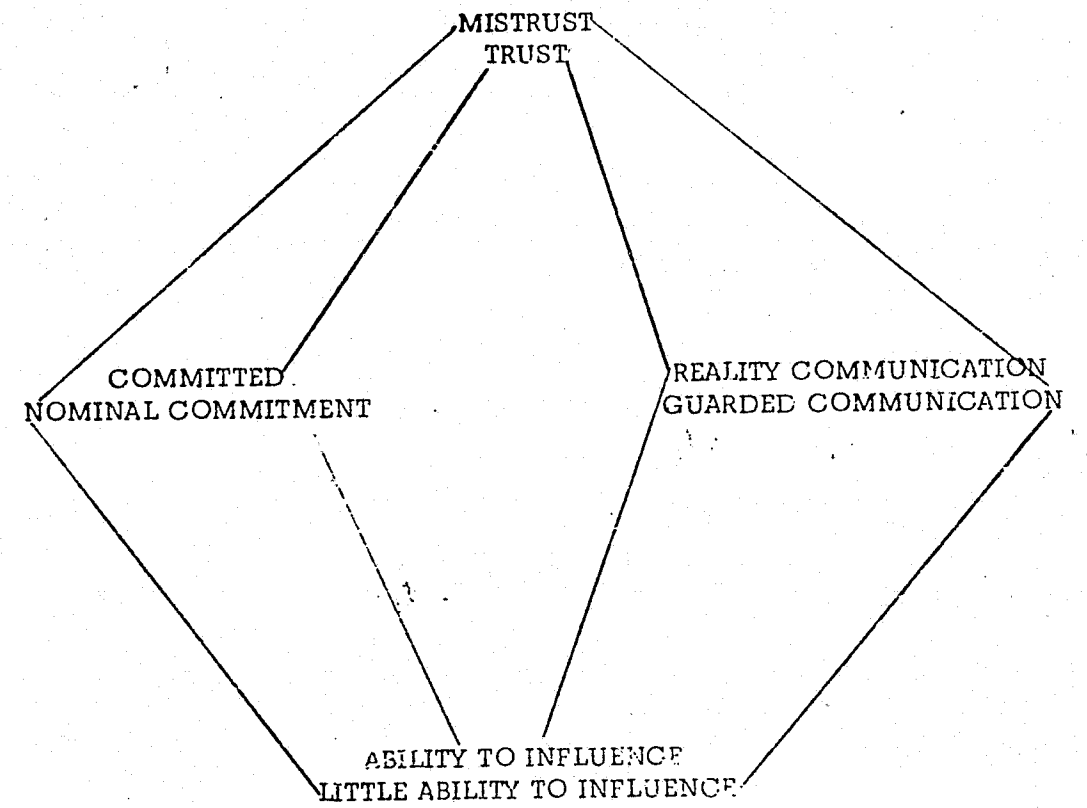 MISTRUST
TRUST
COMMITTED
NOMINAL COMMITMENT
REALITY COMMUNICATION
GUARDED COMMUNICATION
ABILITY TO INFLUENCE
LITTLE ABILITY TO INFLUENCE